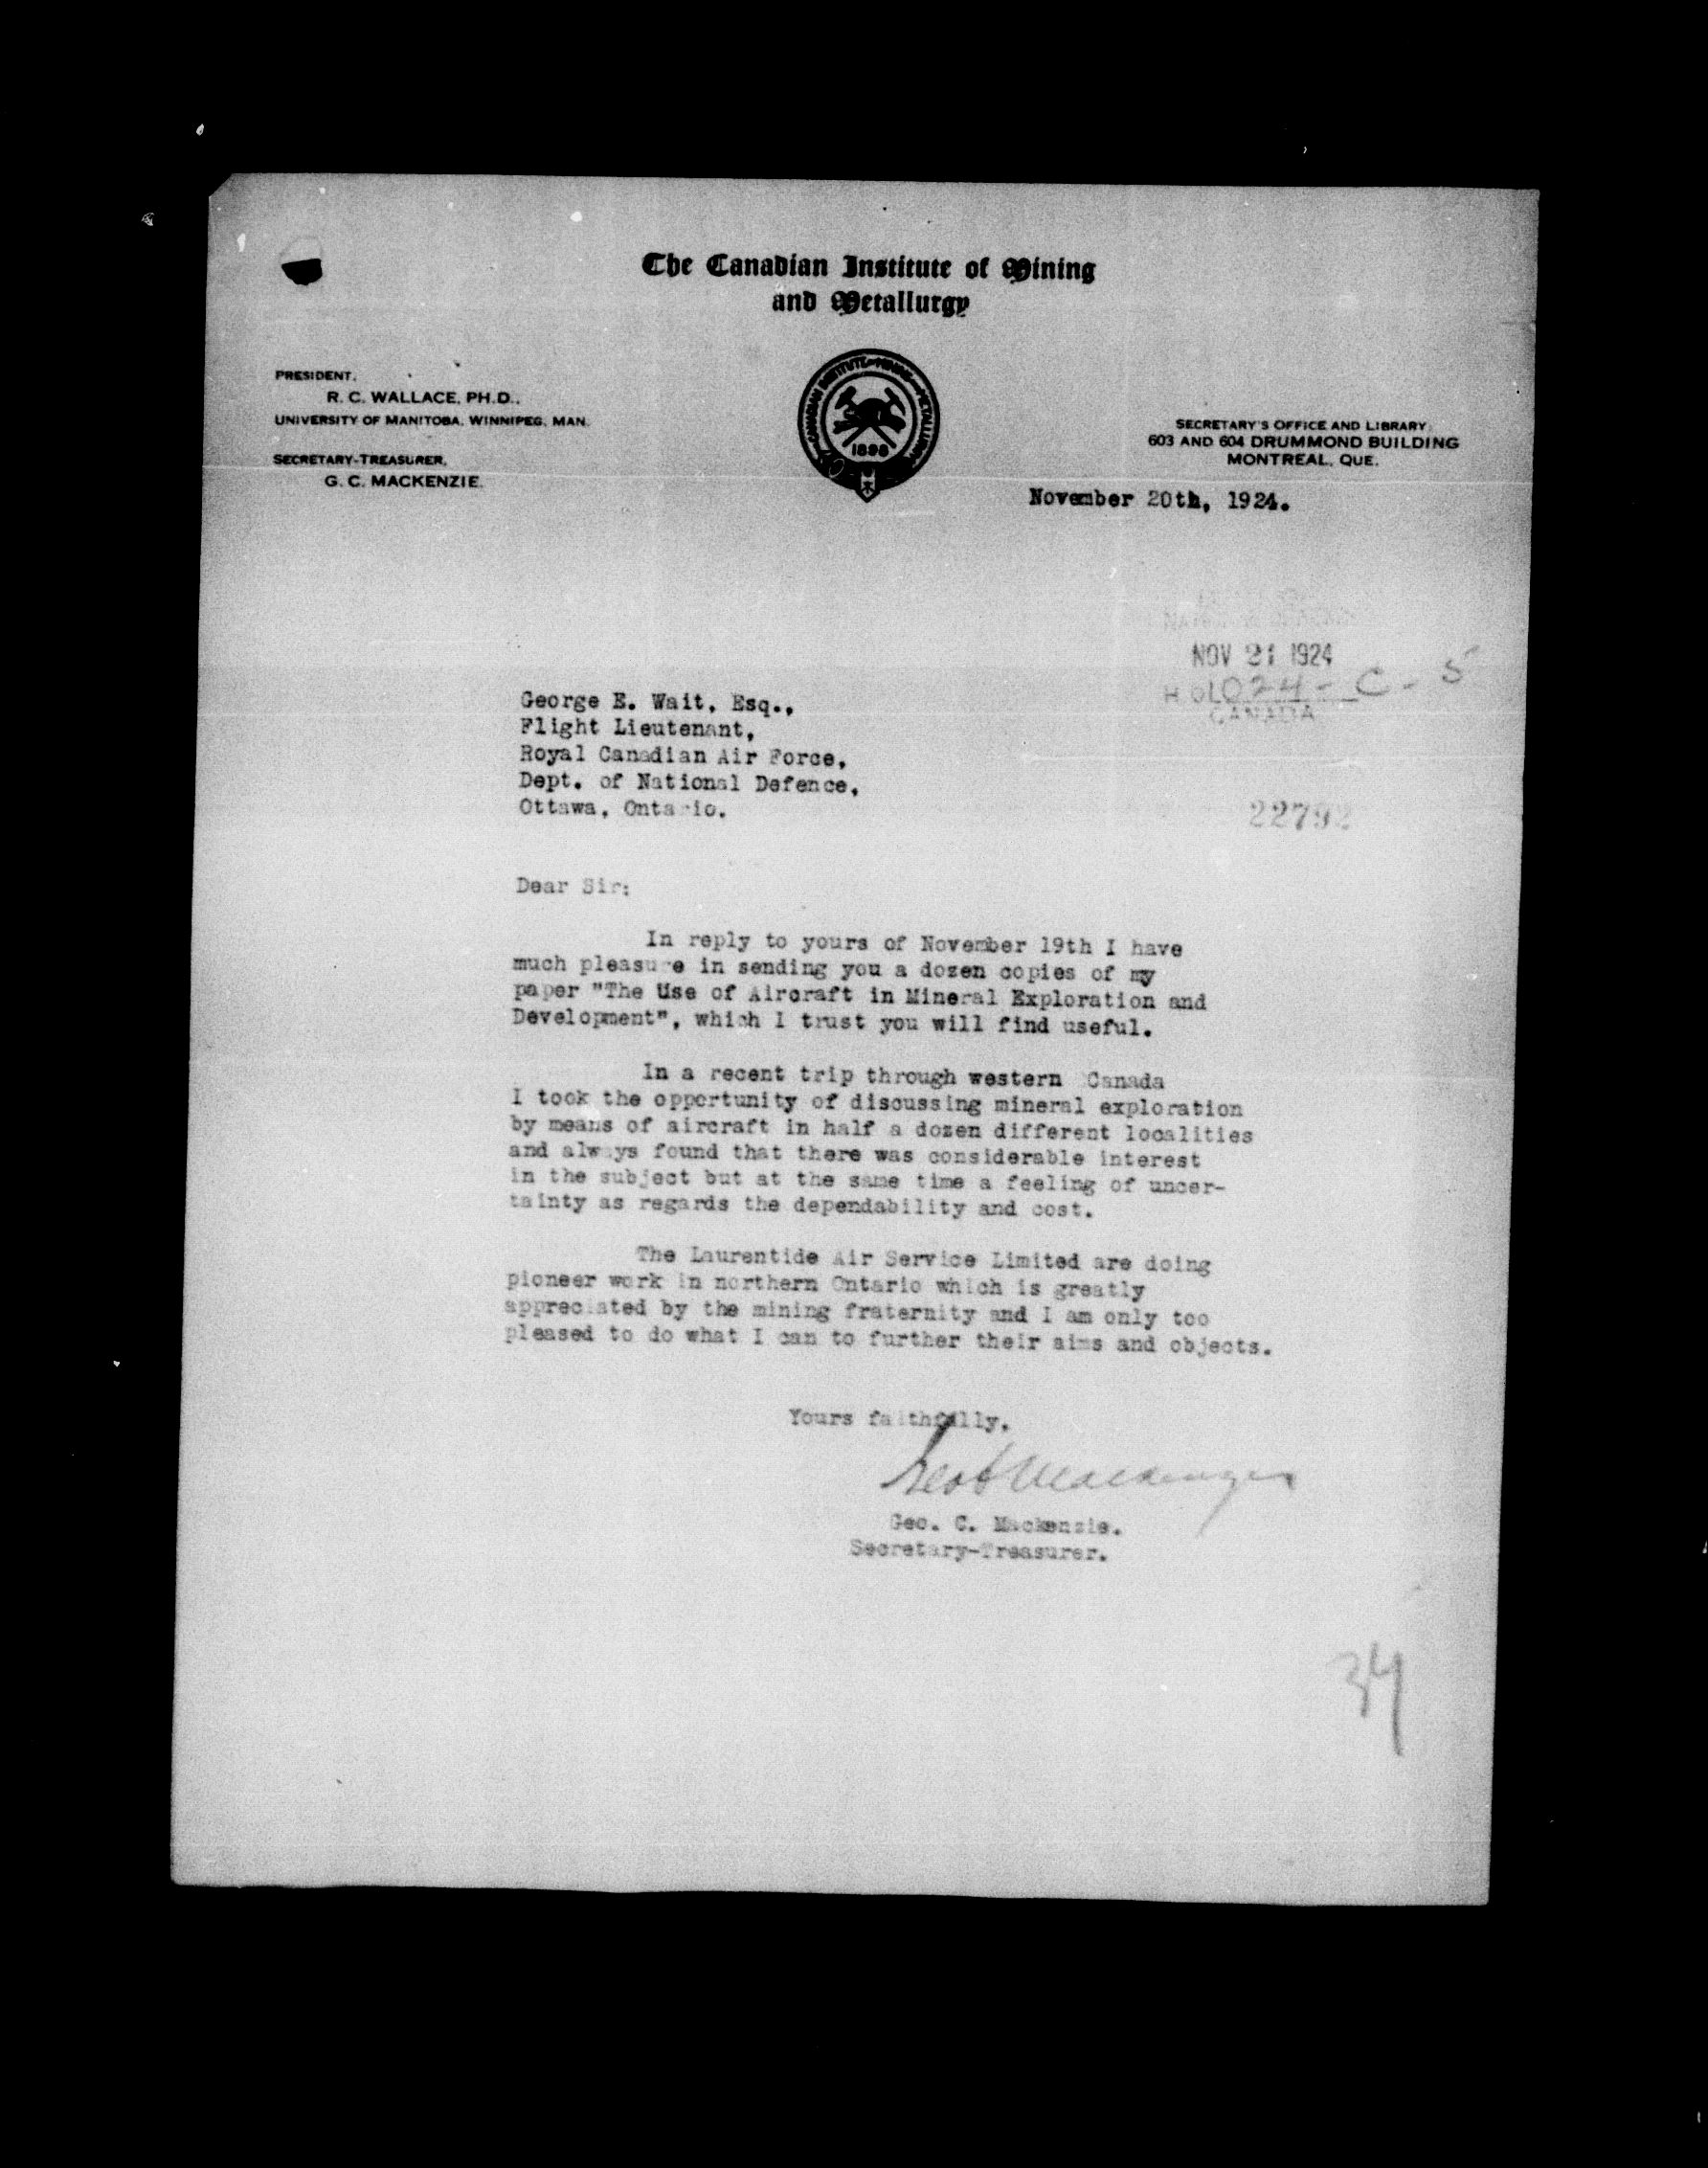 The Canadian Institute of Mining
and Metallurgy
PRESIDENT,
R. C. WALLACE, PH.D.,
UNIVERSITY OF MANITOBA, WINNIPEG, MAN.
SECRETARY-TREASURER,
G. C. MACKENZIE.
CANADIAN INSTITUTE OF MINING AND METALLURGY
1898
SECRETARY'S OFFICE AND LIBRARY
603 AND 604 DRUMMOND BUILDING
MONTREAL, QUE.
November 20th, 1924.
NOV 21 1924
1024-C-5
CANADA
George E. Wait, Esq.,
Flight Lieutenant,
Royal Canadian Air Force,
Dept. of National Defence,
Ottawa, Ontario.
22792
Dear Sir:
In reply to yours of November 19th I have
much pleasure in sending you a dozen copies of my
paper "The Use of Aircraft in Mineral Exploration and
Development", which I trust you will find useful.
In a recent trip through western Canada
I took the opportunity of discussing mineral exploration
by means of aircraft in half a dozen different localities
and always found that there was considerable interest
in the subject but at the same time a feeling of uncer-
tainty as regards the dependability and cost.
The Laurentide Air Service Limited are doing
pioneer work in northern Ontario which is greatly
appreciated by the mining fraternity and I am only too
pleased to do what I can to further their aims and objects.
Yours faithfully,
Geo C Mackenzie
Geo. C. Mackenzie.
Secretary-Treasurer.
34